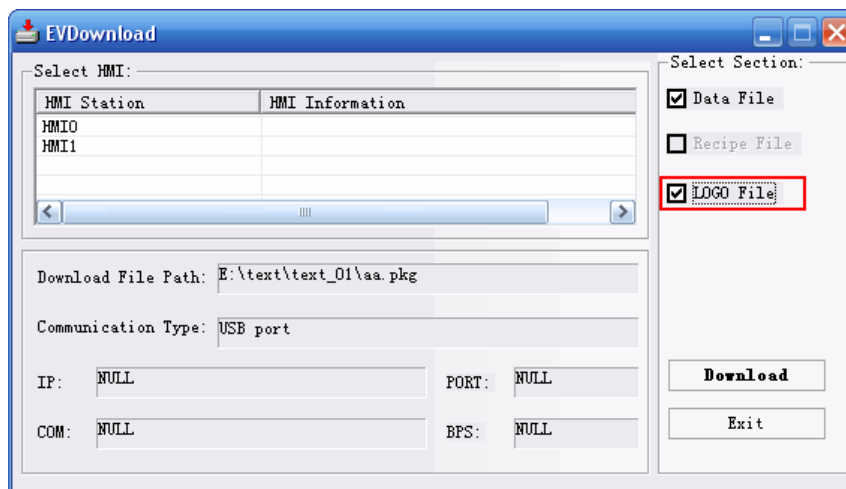 EVDownload
Select HMI:
HMI Station HMI Information
HMI0
HMI1
Download File Path: E:\text\text_01\aa.pkg
Communication Type: USB port
IP: NULL PORT: NULL
COM: NULL BPS: NULL
Select Section:
Data File
Recipe File
LOGO File
Download
Exit